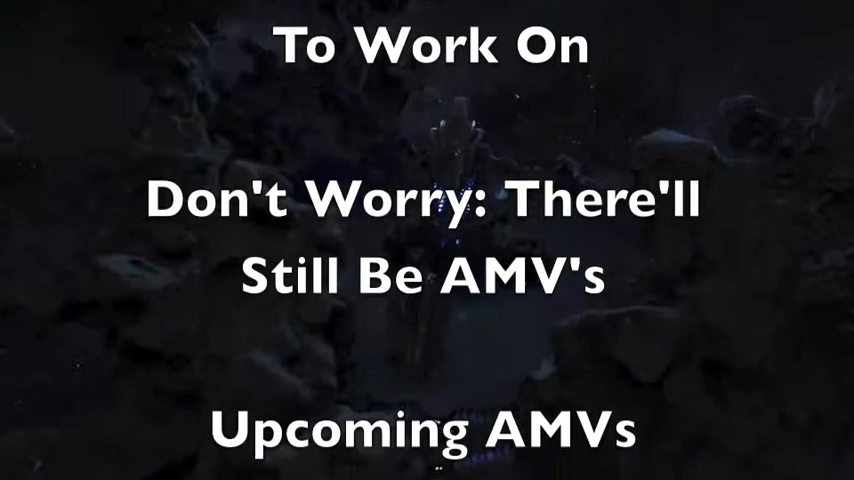 To Work On
Don't Worry: There'll
Still Be AMV's
Upcoming AMVs